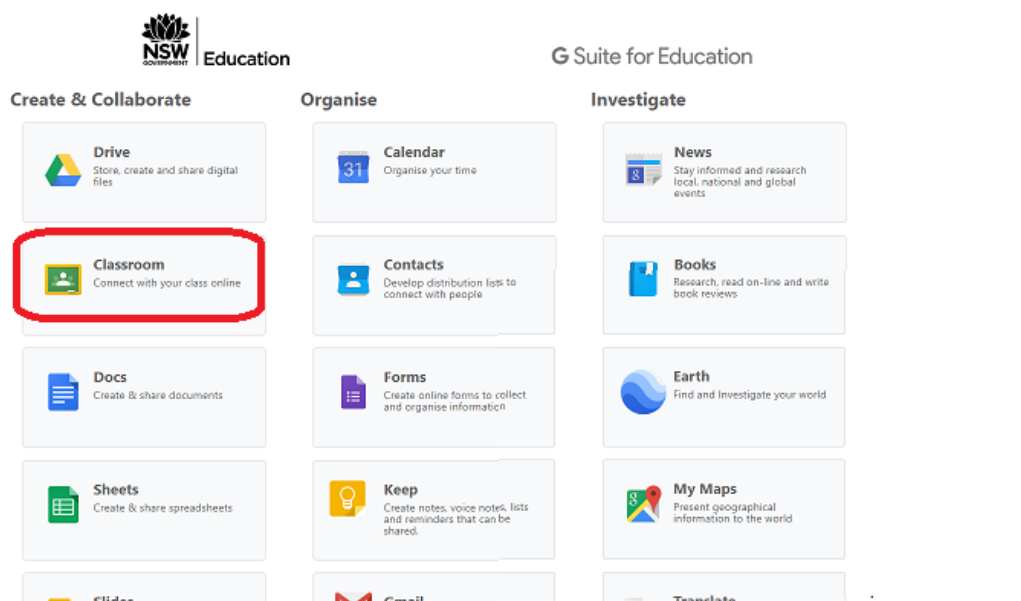 NSW
GOVERNMENT
Education
G Suite for Education
Create & Collaborate
Organise
Investigate
Drive
Store, create and share digital
files
Calendar
31
Organise your time
News
Stay informed and research
local, national and global
events
Classroom
Connect with your class online
Contacts
Develop distribution lists to
connect with people
Books
Research, read on-line and write
book reviews
Docs
Create & share documents
Forms
Create online forms to collect
and organise information
Earth
Find and Investigate your world
Sheets
Create & share spreadsheets
Keep
Create notes, voice notes, lists
and reminders that can be
shared.
My Maps
Present geographical
information to the world
Slides
Gmail
Translate